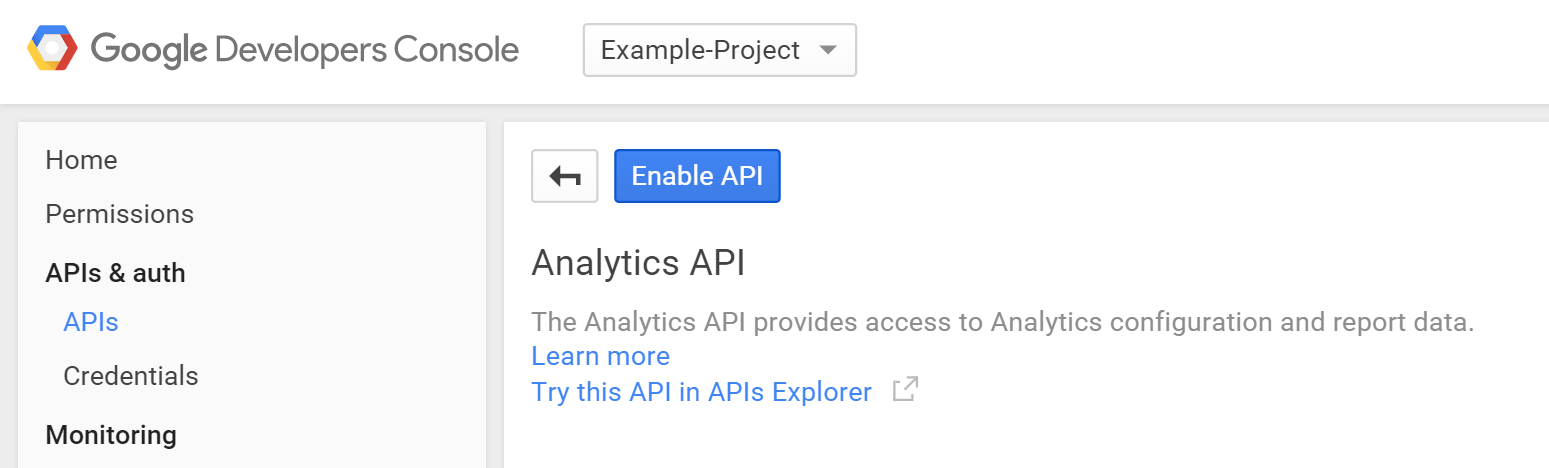 Google Developers Console
Example-Project
Home
Permissions
APIs & auth
APIs
Credentials
Monitoring
Enable API
Analytics API
The Analytics API provides access to Analytics configuration and report data.
Learn more
Try this API in APIs Explorer